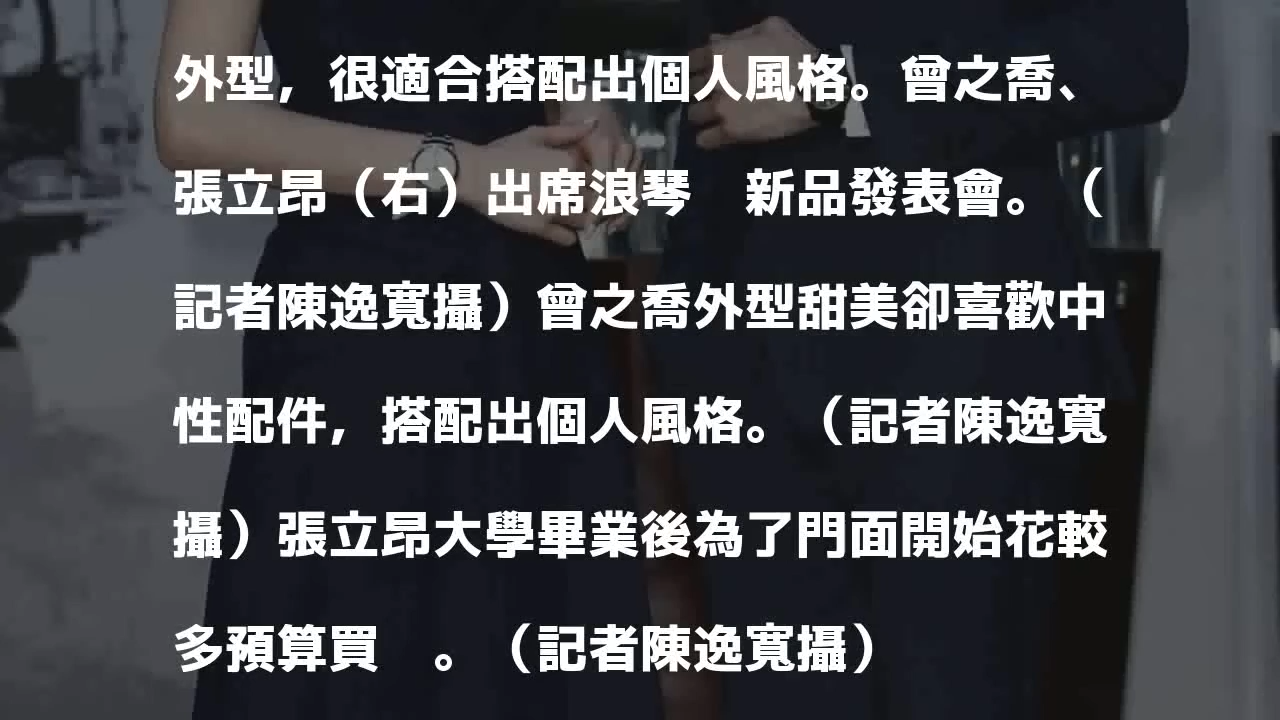 外型，很適合搭配出個人風格。曾之喬、
張立昂（右）出席浪琴　新品發表會。（
記者陳逸寬攝）曾之喬外型甜美卻喜歡中
性配件，搭配出個人風格。（記者陳逸寬
攝）張立昂大學畢業後為了門面開始花較
多預算買　。（記者陳逸寬攝）